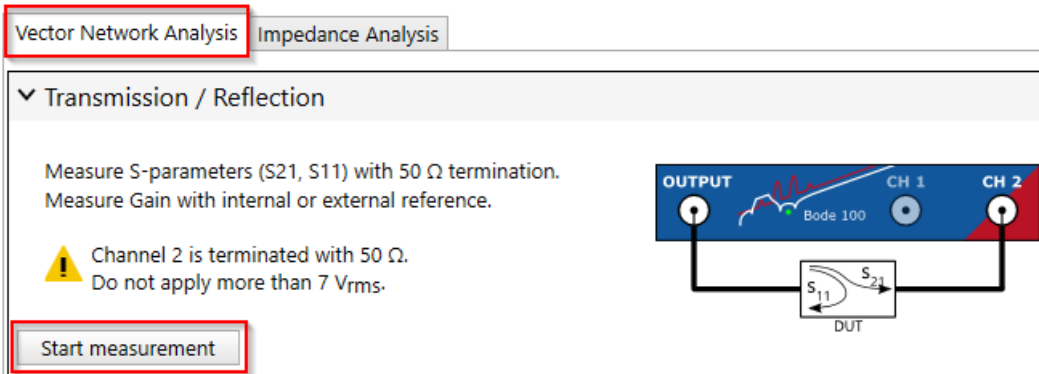 Vector Network Analysis
Impedance Analysis
Transmission / Reflection
Measure S-parameters (S21, S11) with 50 Ω termination.
Measure Gain with internal or external reference.
Channel 2 is terminated with 50 Ω.
Do not apply more than 7 Vrms.
Start measurement
OUTPUT
CH 1
CH 2
Bode 100
S11
S21
DUT